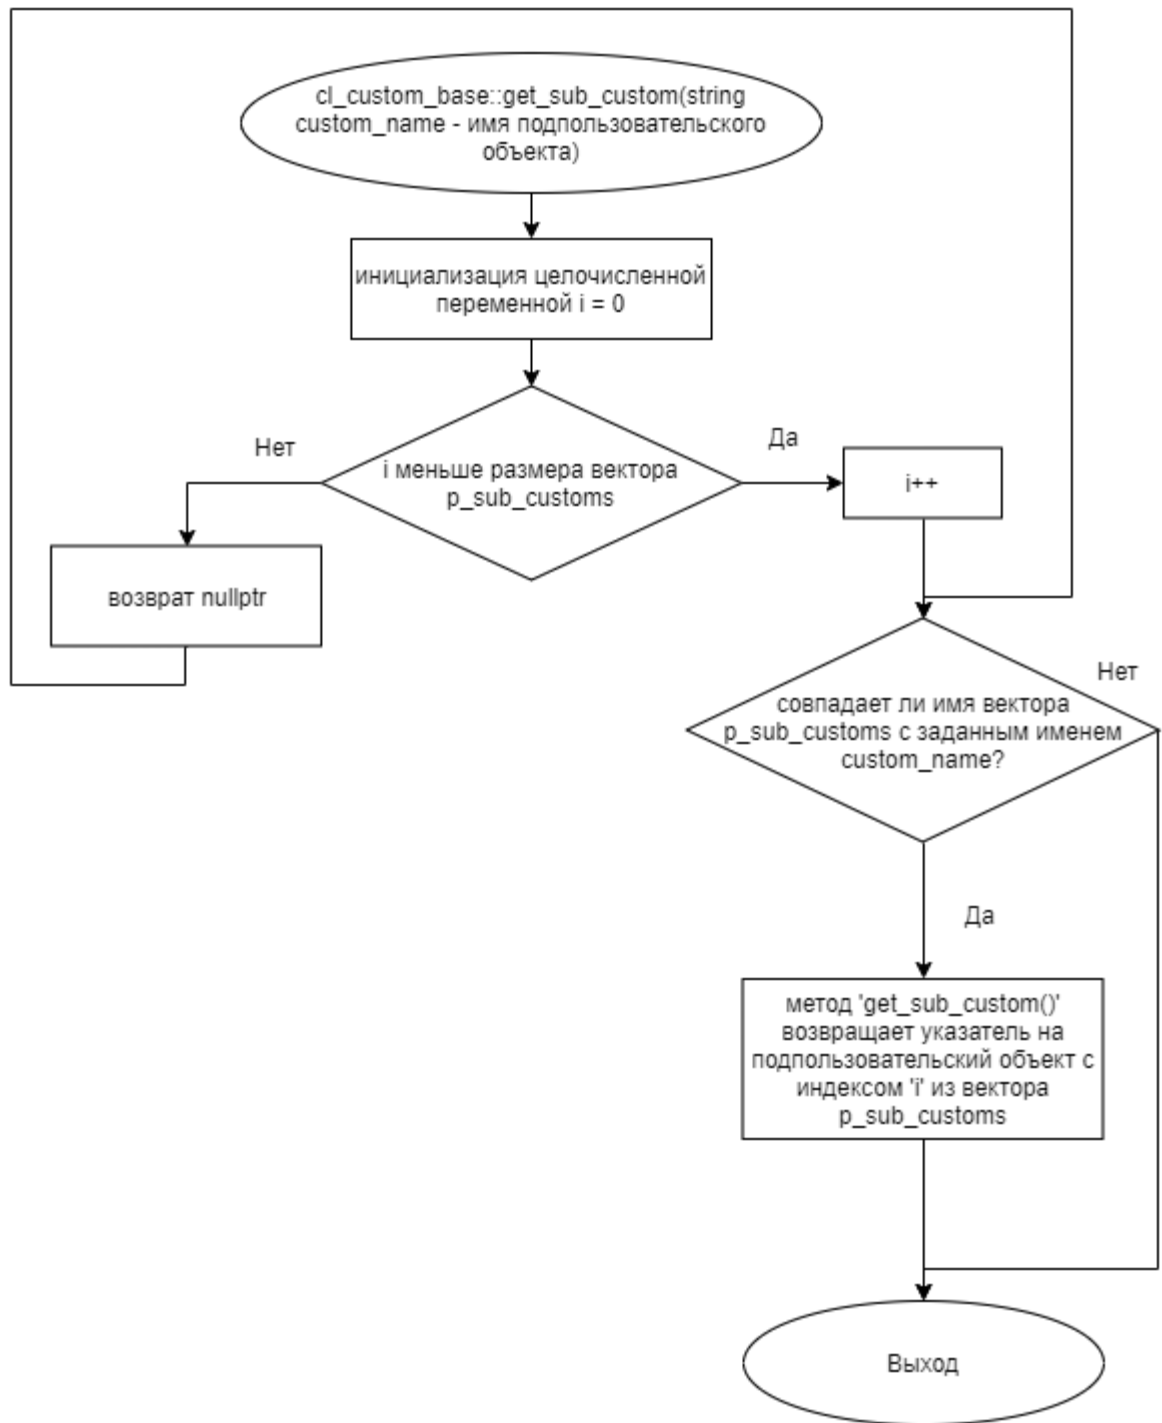 cl_custom_base::get_sub_custom(string
custom_name - имя подпользовательского
объекта)
инициализация целочисленной
переменной i = 0
Нет
Да
i меньше размера вектора
p_sub_customs
i++
возврат nullptr
Нет
совпадает ли имя вектора
p_sub_customs с заданным именем
custom_name?
Да
метод 'get_sub_custom()'
возвращает указатель на
подпользовательский объект с
индексом 'i' из вектора
p_sub_customs
Выход